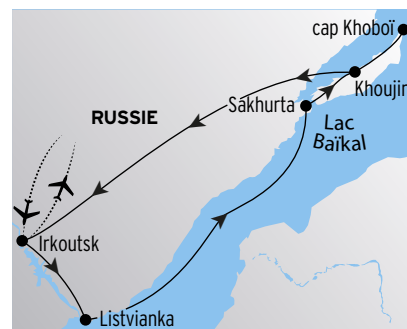 cap Khoboï
Khoujir
Sakhurta
RUSSIE
Lac
Baïkal
Irkoutsk
Listvianka